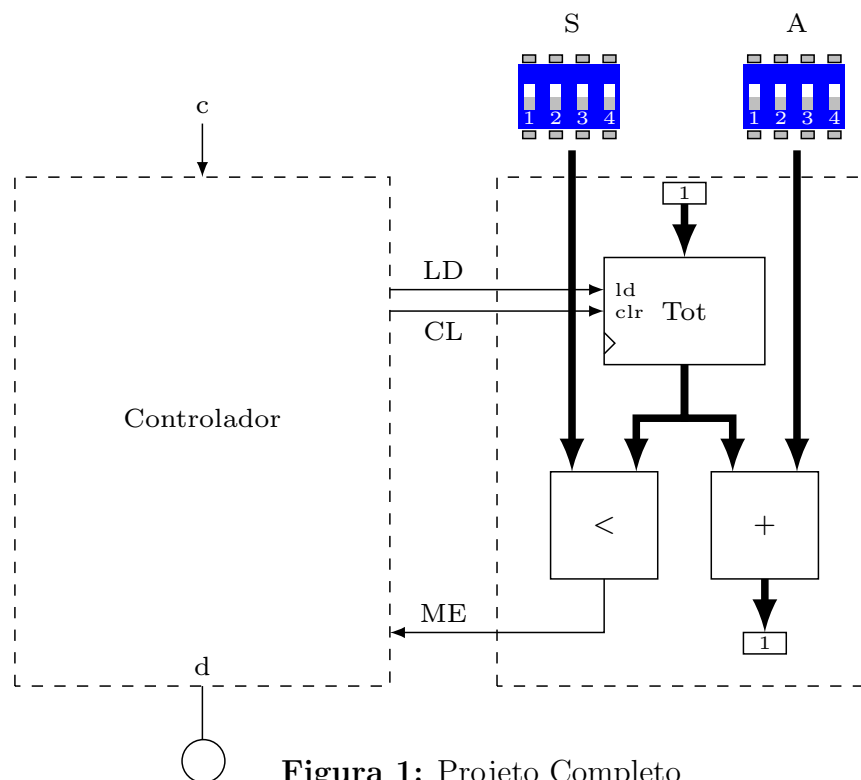 S
A
1 2 3 4
1 2 3 4
c
1
LD
ld
clr
Tot
CL
Controlador
<
+
ME
1
d
Figura 1: Projeto Completo